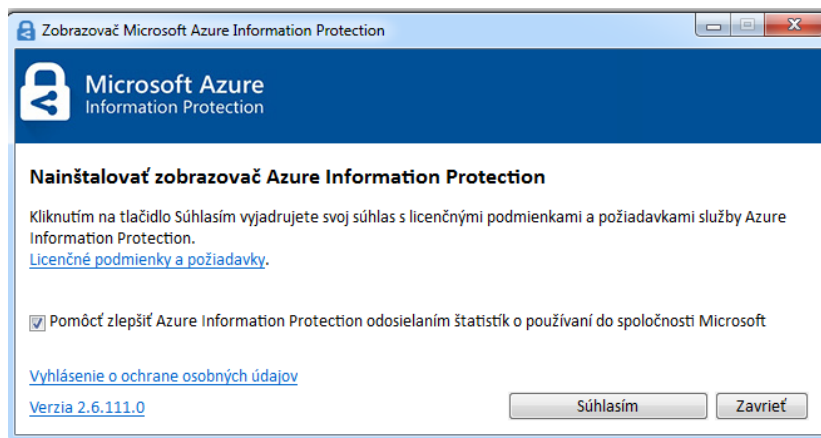 Zobrazovač Microsoft Azure Information Protection
Microsoft Azure
Information Protection
Nainštalovať zobrazovač Azure Information Protection
Kliknutím na tlačidlo Súhlasím vyjadrujete svoj súhlas s licenčnými podmienkami a požiadavkami služby Azure
Information Protection.
Licenčné podmienky a požiadavky.
Pomôcť zlepšiť Azure Information Protection odosielaním štatistík o používaní do spoločnosti Microsoft
Vyhlásenie o ochrane osobných údajov
Verzia 2.6.111.0
Súhlasím
Zavrieť